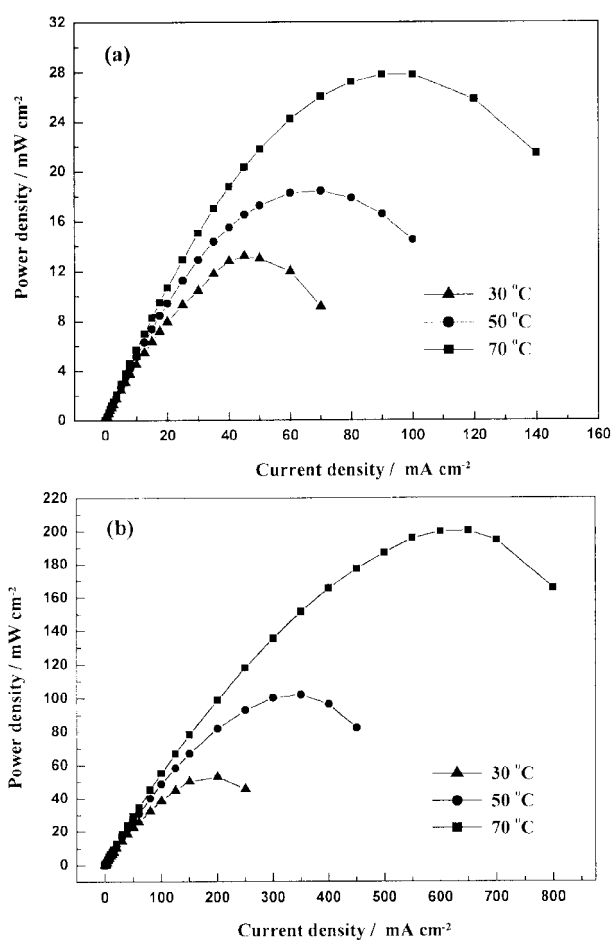 (a)
32
28
24
20
16
12
8
4
0
Power density / mW cm-2
30 °C
50 °C
70 °C
0 20 40 60 80 100 120 140 160
Current density / mA cm-2
(b)
220
200
180
160
140
120
100
80
60
40
20
0
Power density / mW cm-2
30 °C
50 °C
70 °C
0 100 200 300 400 500 600 700 800
Current density / mA cm-2